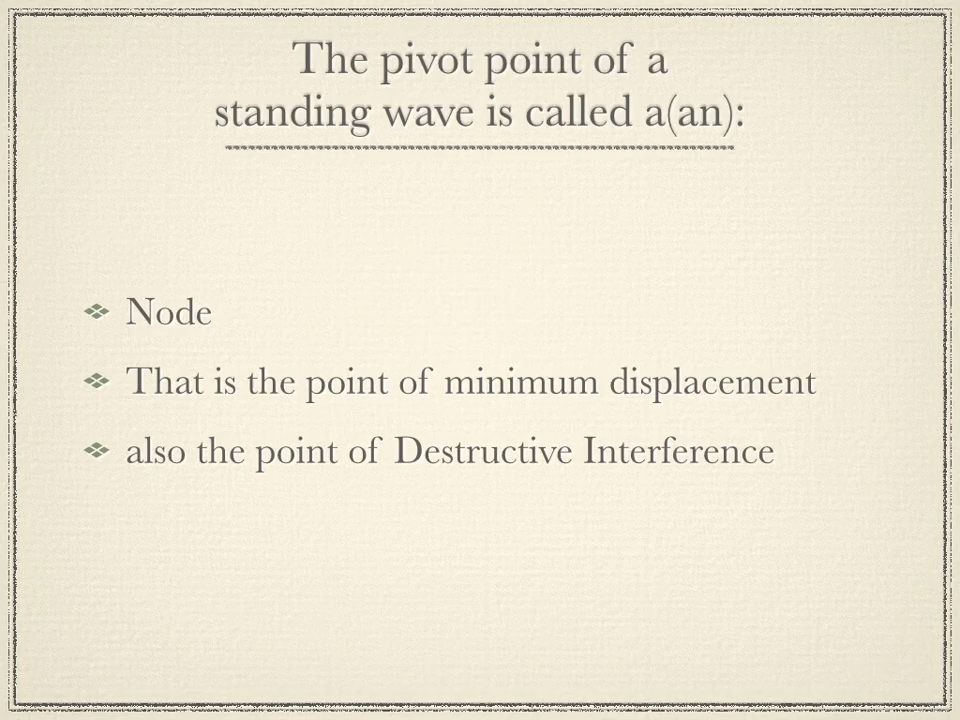 The pivot point of a
standing wave is called a(an):
Node
That is the point of minimum displacement
also the point of Destructive Interference